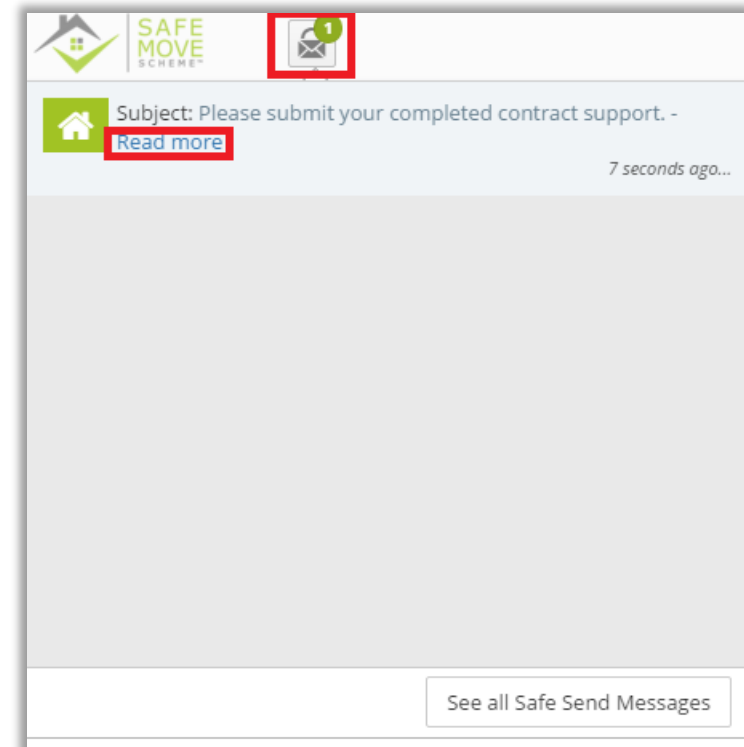 SAFE
MOVE
SCHEME™
1
Subject: Please submit your completed contract support. -
Read more
7 seconds ago...
See all Safe Send Messages